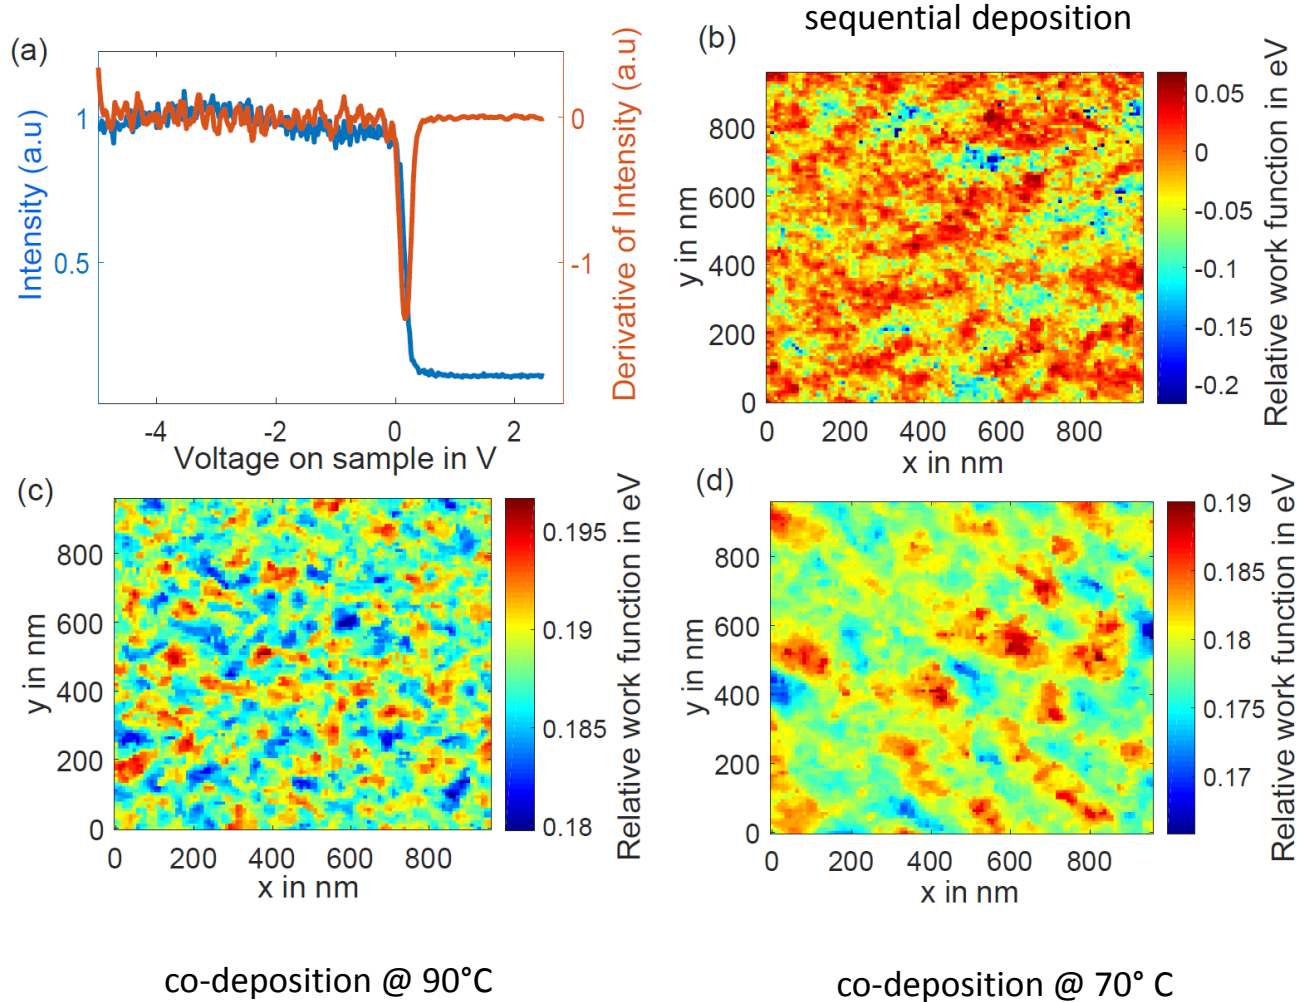 sequential deposition
(a)
Intensity (a.u)
1
0.5
-4
-2
0
2
Voltage on sample in V
0
-1
Derivative of Intensity (a.u)
(b)
y in nm
800
600
400
200
0
0
200
400
600
800
x in nm
0.05
0
-0.05
-0.1
-0.15
-0.2
Relative work function in eV
(c)
y in nm
800
600
400
200
0
0
200
400
600
800
x in nm
0.195
0.19
0.185
0.18
Relative work function in eV
(d)
y in nm
800
600
400
200
0
0
200
400
600
800
x in nm
0.19
0.185
0.18
0.175
0.17
Relative work function in eV
co-deposition @ 90°C
co-deposition @ 70° C